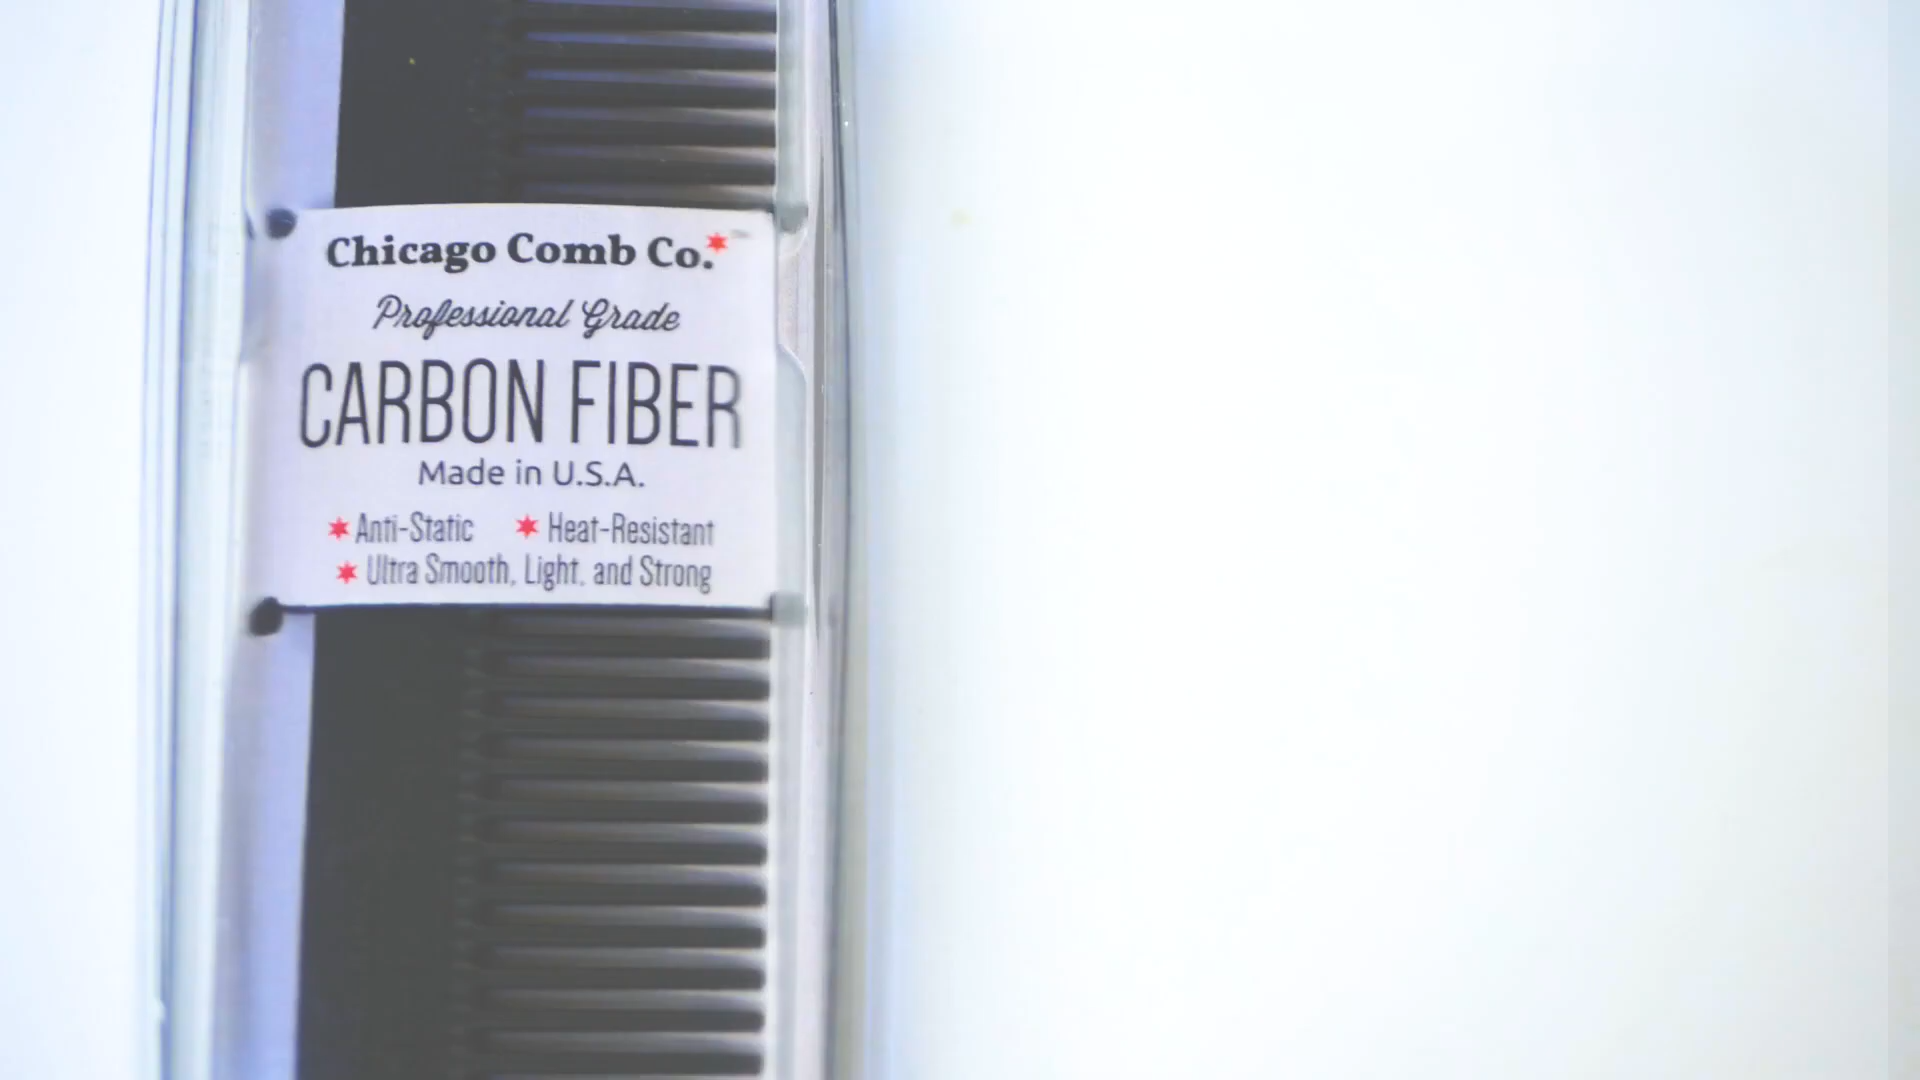 Chicago Comb Co.
Professional Grade
CARBON FIBER
Made in U.S.A.
Anti-Static Heat-Resistant
Ultra Smooth, Light, and Strong